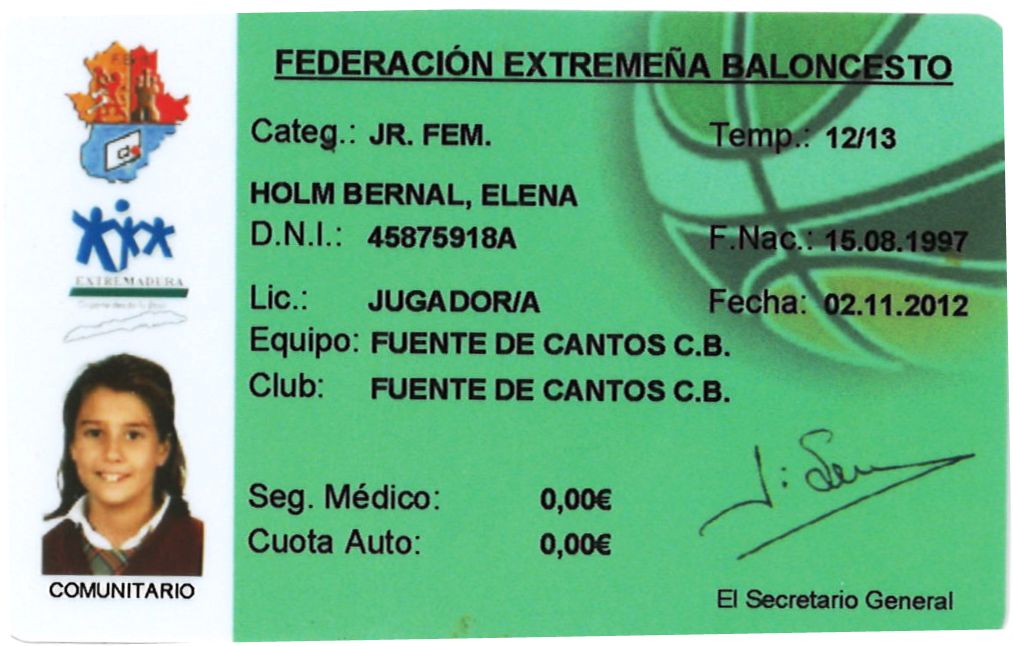 FEDERACIÓN EXTREMEÑA BALONCESTO
Categ.: JR. FEM. Temp.: 12/13
HOLM BERNAL, ELENA
D.N.I.: 45875918A F.Nac.: 15.08.1997
EXTREMADURA
Lic.: JUGADOR/A Fecha: 02.11.2012
Equipo: FUENTE DE CANTOS C.B.
Club: FUENTE DE CANTOS C.B.
Seg. Médico: 0,00€
Cuota Auto: 0,00€
COMUNITARIO
El Secretario General